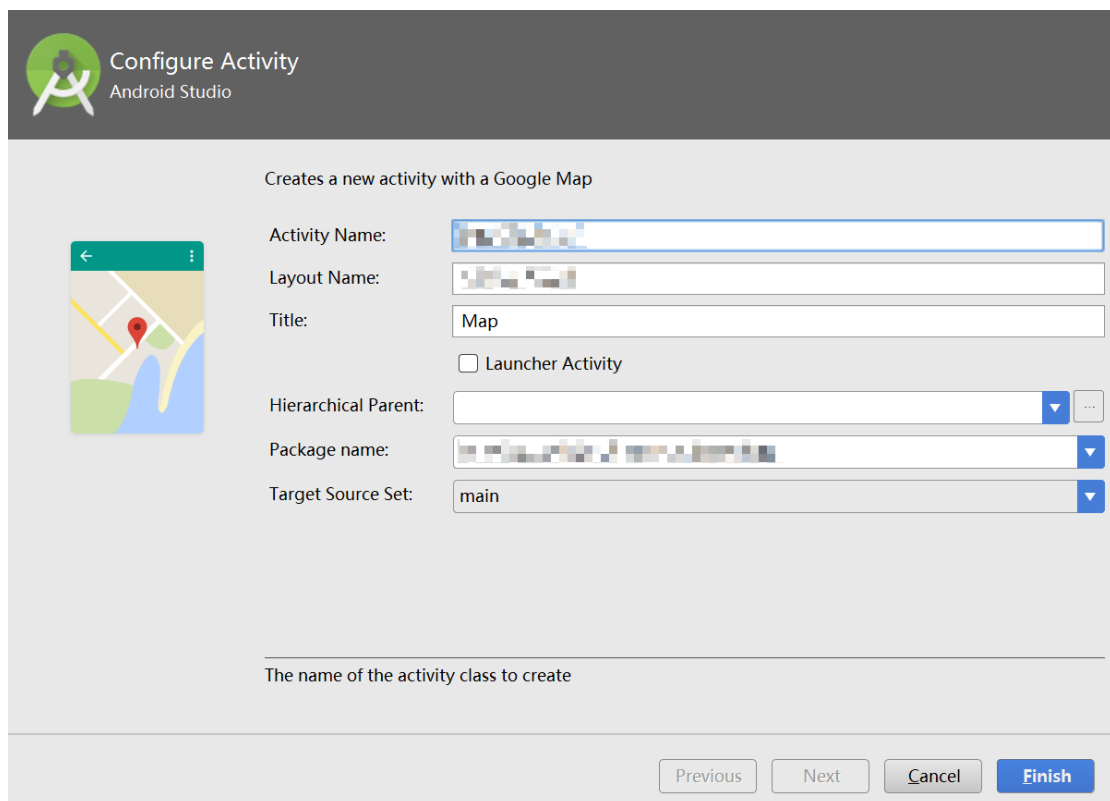 Configure Activity
Android Studio
Creates a new activity with a Google Map
Activity Name:
Layout Name:
Title: Map
Launcher Activity
Hierarchical Parent: ...
Package name:
Target Source Set: main
The name of the activity class to create
Previous Next Cancel Finish